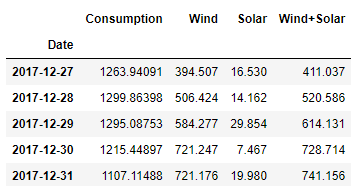 Consumption Wind Solar Wind+Solar
Date
2017-12-27 1263.94091 394.507 16.530 411.037
2017-12-28 1299.86398 506.424 14.162 520.586
2017-12-29 1295.08753 584.277 29.854 614.131
2017-12-30 1215.44897 721.247 7.467 728.714
2017-12-31 1107.11488 721.176 19.980 741.156